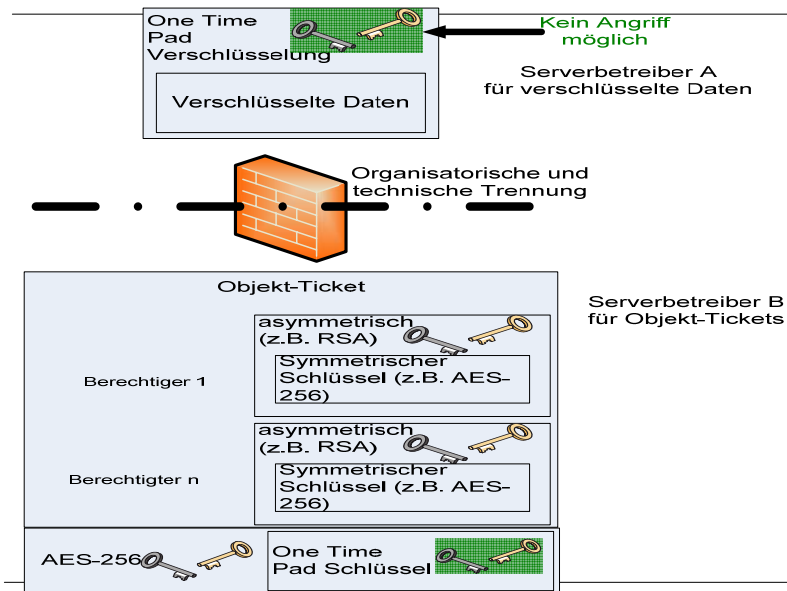 One Time
Pad
Verschlüsselung
Verschlüsselte Daten
Kein Angriff
möglich
Serverbetreiber A
für verschlüsselte Daten
Organisatorische und
technische Trennung
Objekt-Ticket
Serverbetreiber B
für Objekt-Tickets
asymmetrisch
(z.B. RSA)
Symmetrischer
Schlüssel (z.B. AES-
256)
Berechtiger 1
asymmetrisch
(z.B. RSA)
Symmetrischer
Schlüssel (z.B. AES-
256)
Berechtigter n
AES-256
One Time
Pad Schlüssel